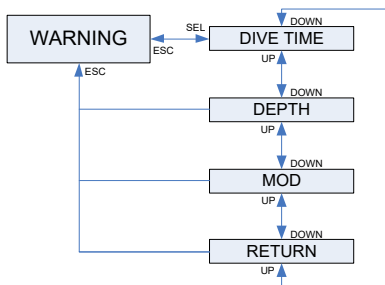 DOWN
SEL
WARNING
DIVE TIME
ESC
UP
ESC
DOWN
DEPTH
UP
DOWN
MOD
UP
DOWN
RETURN
UP